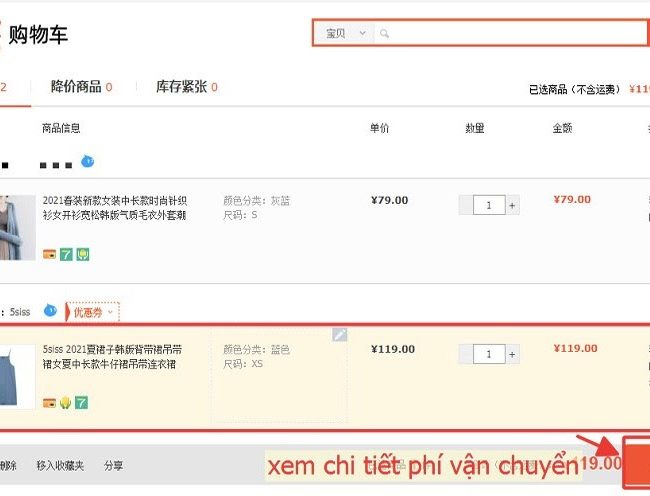 购物车
宝贝
2 降价商品 0 库存紧张 0
已选商品（不含运费） ¥11
商品信息 单价 数量 金额
2021春装新款女装中长款时尚针织
衫女开衫宽松韩版气质毛衣外套潮
颜色分类：灰蓝
尺码：S
¥79.00 1 + ¥79.00
7
：5siss 优惠券
5siss 2021夏裙子韩版背带裙吊带
裙女夏中长款牛仔裙吊带连衣裙
颜色分类：蓝色
尺码：XS
¥119.00 1 + ¥119.00
7
删除 移入收藏夹 分享 xem chi tiết phí vận chuyển 19.00